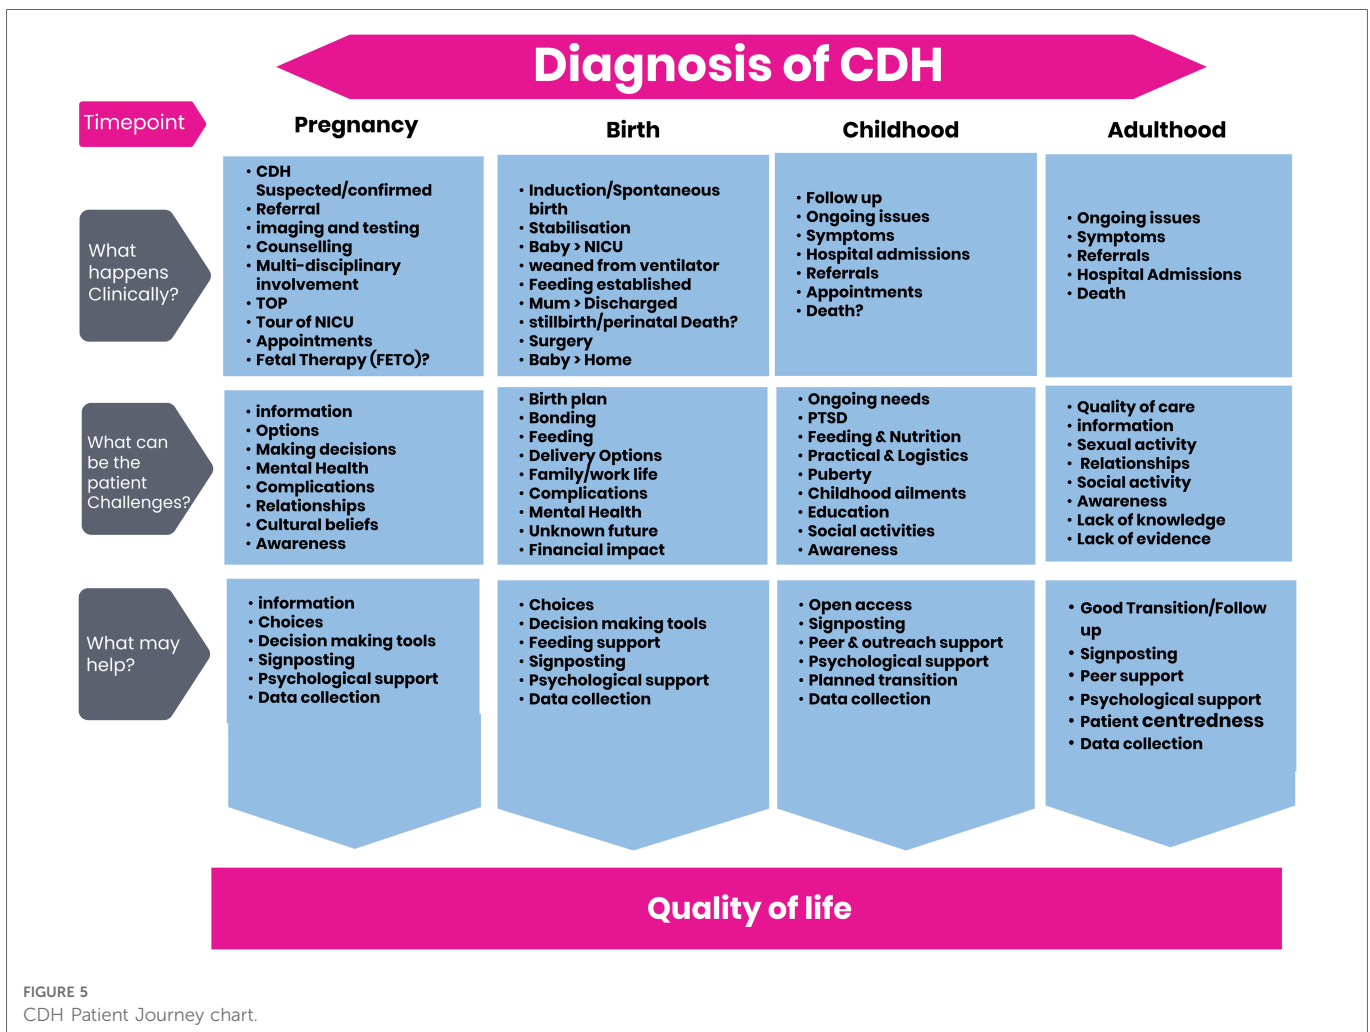 Diagnosis of CDH
Timepoint
Pregnancy
Birth
Childhood
Adulthood
What
happens
Clinically?
• CDH
Suspected/confirmed
• Referral
• imaging and testing
• Counselling
• Multi-disciplinary
involvement
• TOP
• Tour of NICU
• Appointments
• Fetal Therapy (FETO)?
• Induction/Spontaneous
birth
• Stabilisation
• Baby > NICU
• weaned from ventilator
• Feeding established
• Mum > Discharged
• stillbirth/perinatal Death?
• Surgery
• Baby > Home
• Follow up
• Ongoing issues
• Symptoms
• Hospital admissions
• Referrals
• Appointments
• Death?
• Ongoing issues
• Symptoms
• Referrals
• Hospital Admissions
• Death
What can
be the
patient
Challenges?
• information
• Options
• Making decisions
• Mental Health
• Complications
• Relationships
• Cultural beliefs
• Awareness
• Birth plan
• Bonding
• Feeding
• Delivery Options
• Family/work life
• Complications
• Mental Health
• Unknown future
• Financial impact
• Ongoing needs
• PTSD
• Feeding & Nutrition
• Practical & Logistics
• Puberty
• Childhood ailments
• Education
• Social activities
• Awareness
• Quality of care
• information
• Sexual activity
• Relationships
• Social activity
• Awareness
• Lack of knowledge
• Lack of evidence
What may
help?
• information
• Choices
• Decision making tools
• Signposting
• Psychological support
• Data collection
• Choices
• Decision making tools
• Feeding support
• Signposting
• Psychological support
• Data collection
• Open access
• Signposting
• Peer & outreach support
• Psychological support
• Planned transition
• Data collection
• Good Transition/Follow
up
• Signposting
• Peer support
• Psychological support
• Patient centredness
• Data collection
Quality of life
FIGURE 5
CDH Patient Journey chart.